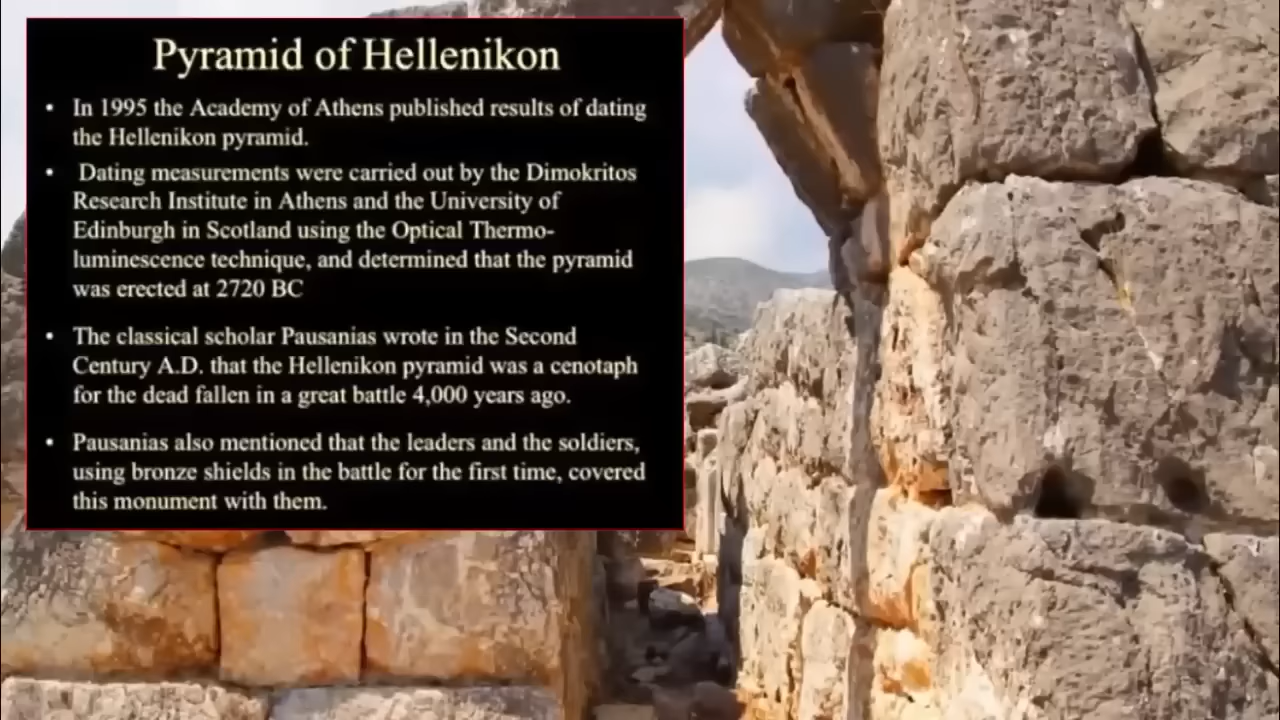 Pyramid of Hellenikon
• In 1995 the Academy of Athens published results of dating
the Hellenikon pyramid.
• Dating measurements were carried out by the Dimokritos
Research Institute in Athens and the University of
Edinburgh in Scotland using the Optical Thermo-
luminescence technique, and determined that the pyramid
was erected at 2720 BC
• The classical scholar Pausanias wrote in the Second
Century A.D. that the Hellenikon pyramid was a cenotaph
for the dead fallen in a great battle 4,000 years ago.
• Pausanias also mentioned that the leaders and the soldiers,
using bronze shields in the battle for the first time, covered
this monument with them.